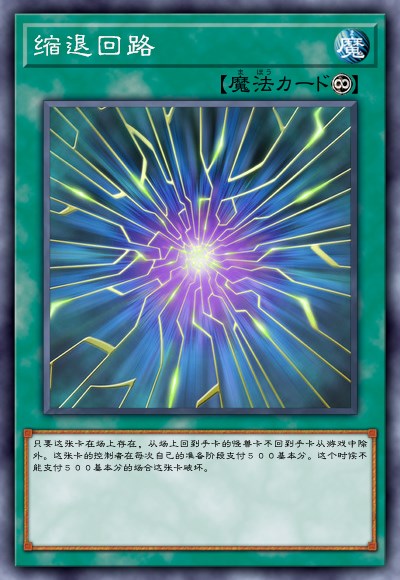 缩退回路
魔
まほう
【魔法カード】
只要这张卡在场上存在，从场上回到手卡的怪兽卡不回到手卡从游戏中除
外。这张卡的控制者在每次自己的准备阶段支付５００基本分。这个时候不
能支付５００基本分的场合这张卡破坏。